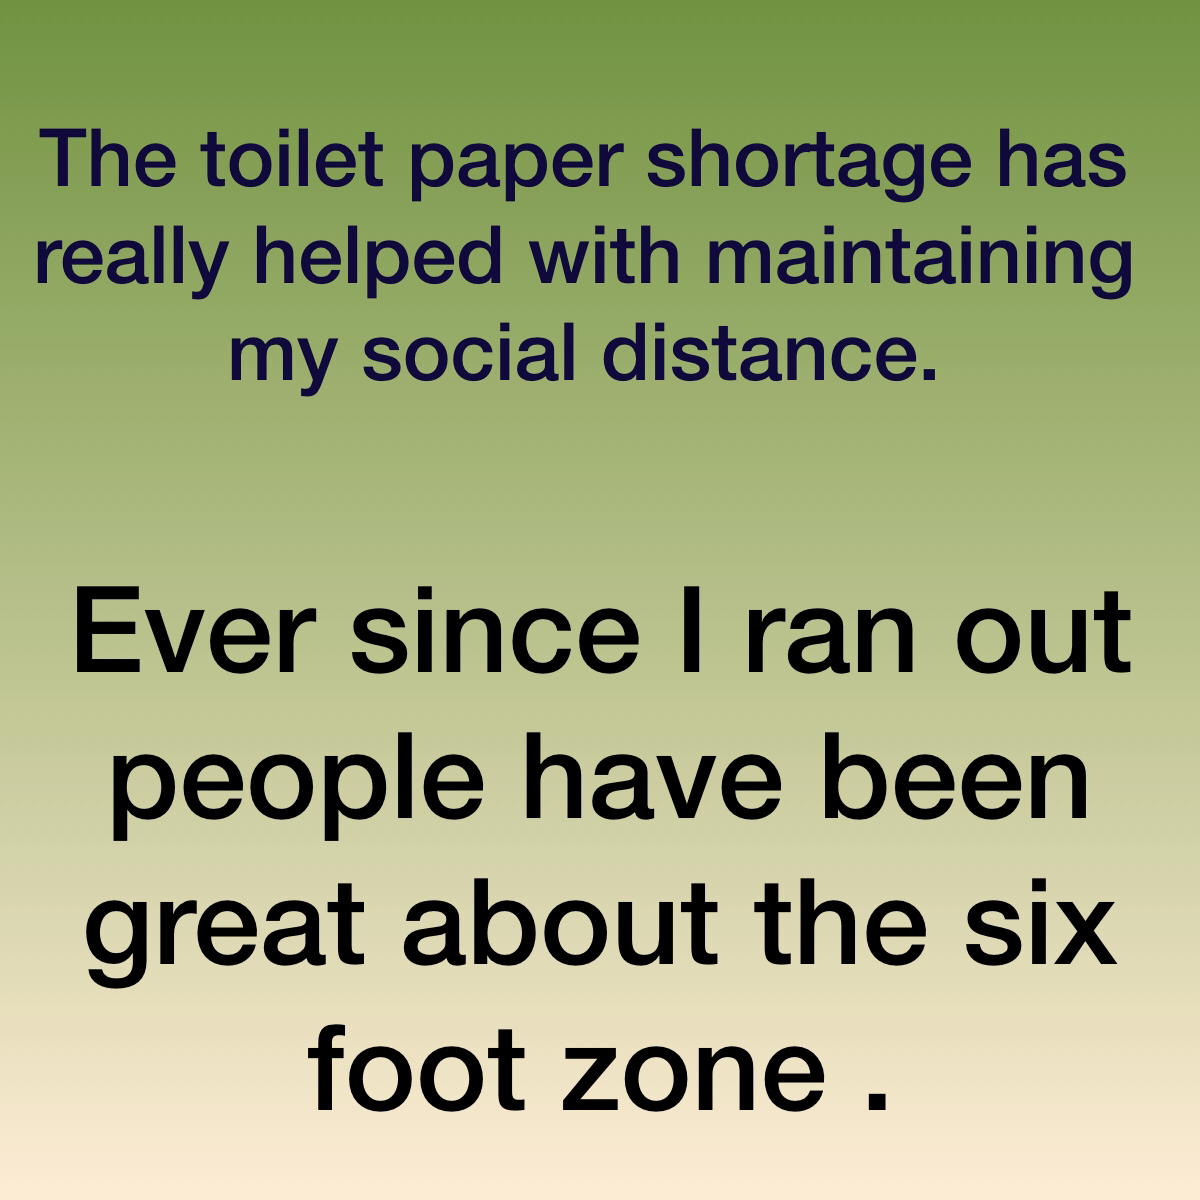 The toilet paper shortage has
really helped with maintaining
my social distance.
Ever since I ran out
people have been
great about the six
foot zone .